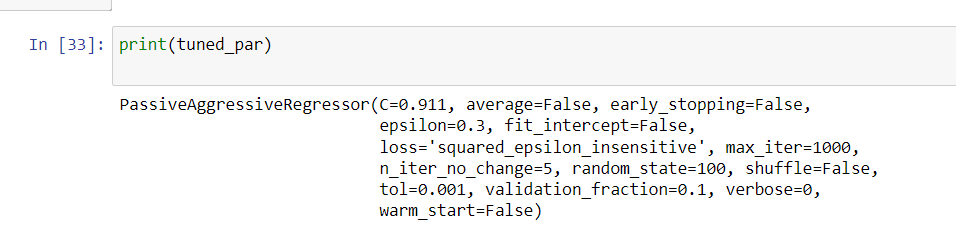 In [33]: print(tuned_par)
PassiveAggressiveRegressor(C=0.911, average=False, early_stopping=False,
epsilon=0.3, fit_intercept=False,
loss='squared_epsilon_insensitive', max_iter=1000,
n_iter_no_change=5, random_state=100, shuffle=False,
tol=0.001, validation_fraction=0.1, verbose=0,
warm_start=False)